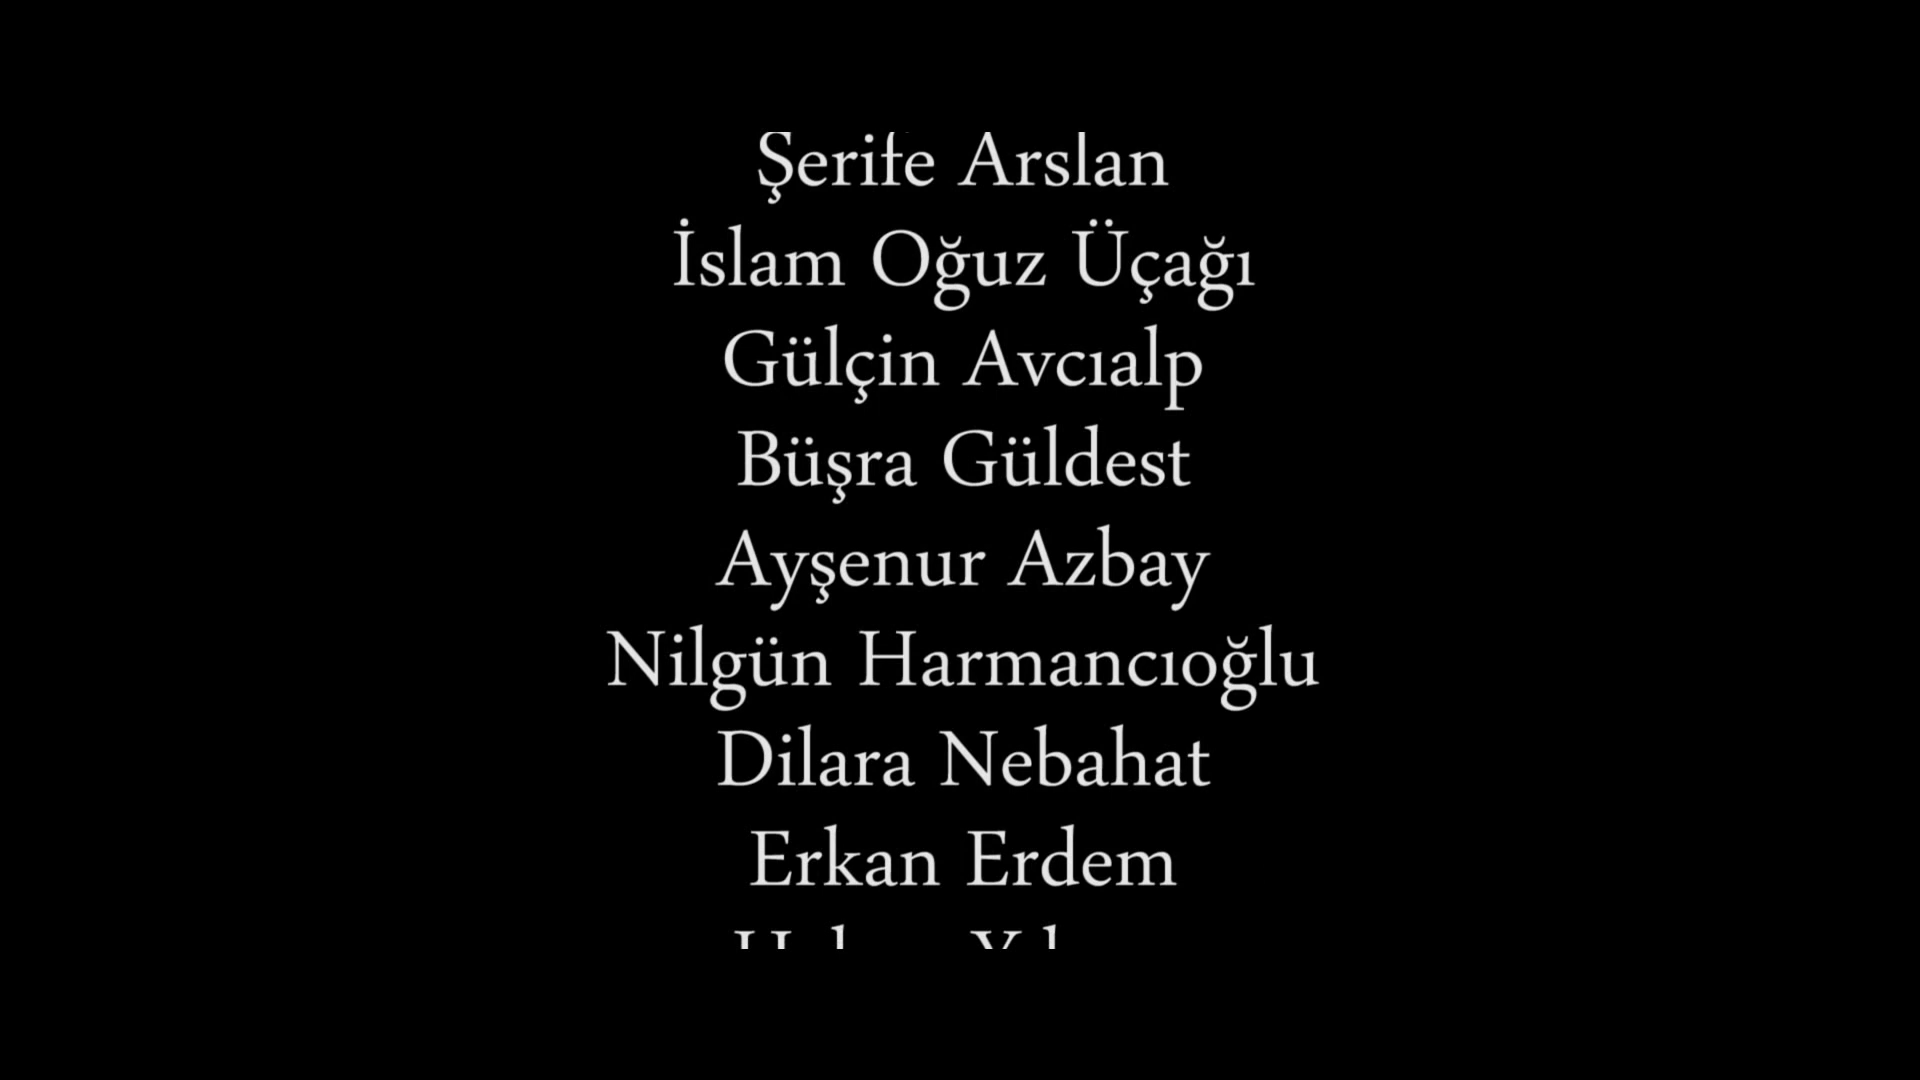 Şerife Arslan
İslam Oğuz Üçağı
Gülçin Avcıalp
Büşra Güldest
Ayşenur Azbay
Nilgün Harmancıoğlu
Dilara Nebahat
Erkan Erdem